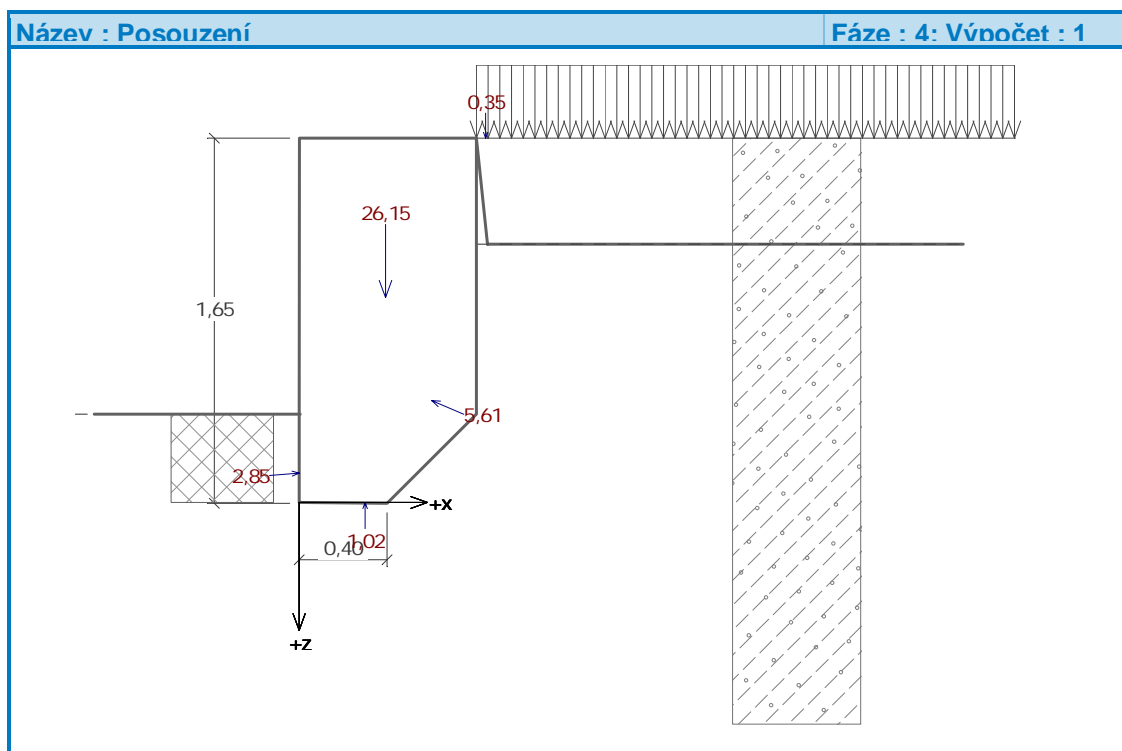 Název : Posouzení
Fáze : 4: Výpočet : 1
0,35
26,15
1,65
5,61
2,85
+x
1,02
0,40
+z